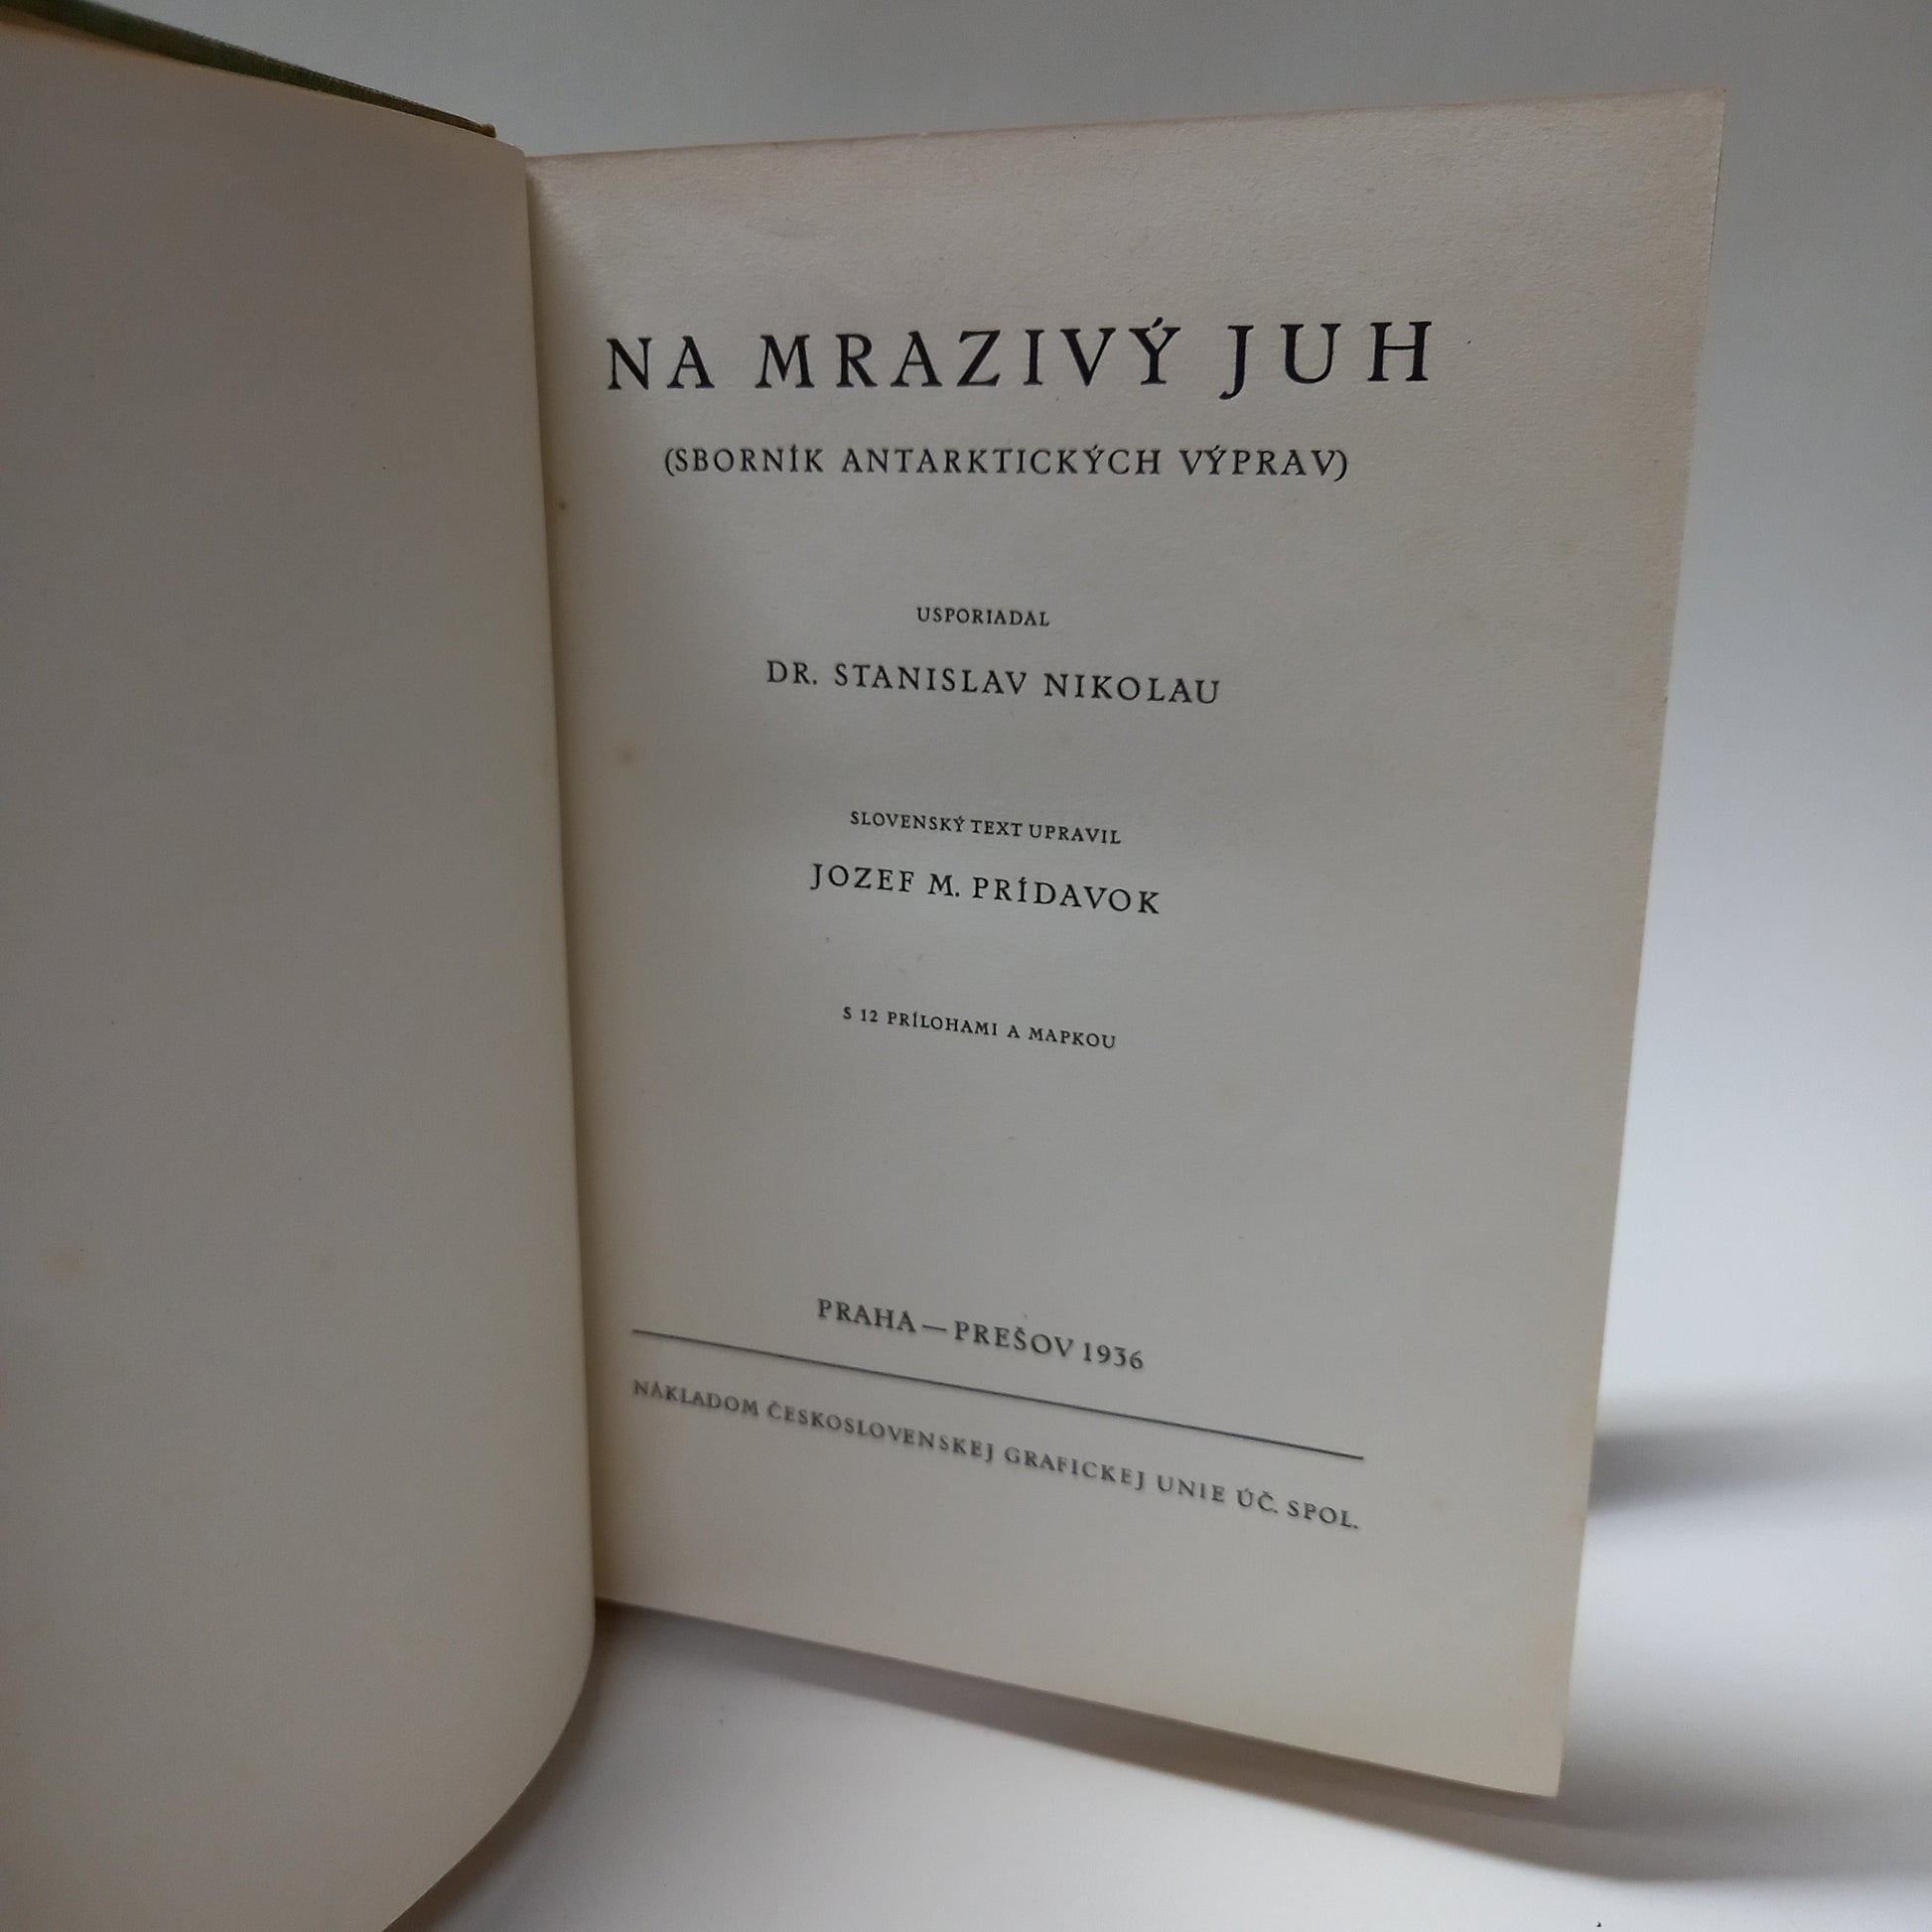 NA MRAZIVÝ JUH
(SBORNÍK ANTARKTICKÝCH VÝPRAV)
USPORIADAL
DR. STANISLAV NIKOLAU
SLOVENSKÝ TEXT UPRAVIL
JOZEF M. PRÍDAVOK
S 12 PRÍLOHAMI A MAPKOU
PRAHA — PREŠOV 1936
NÁKLADOM ČESKOSLOVENSKEJ GRAFICKEJ UNIE ÚČ. SPOL.